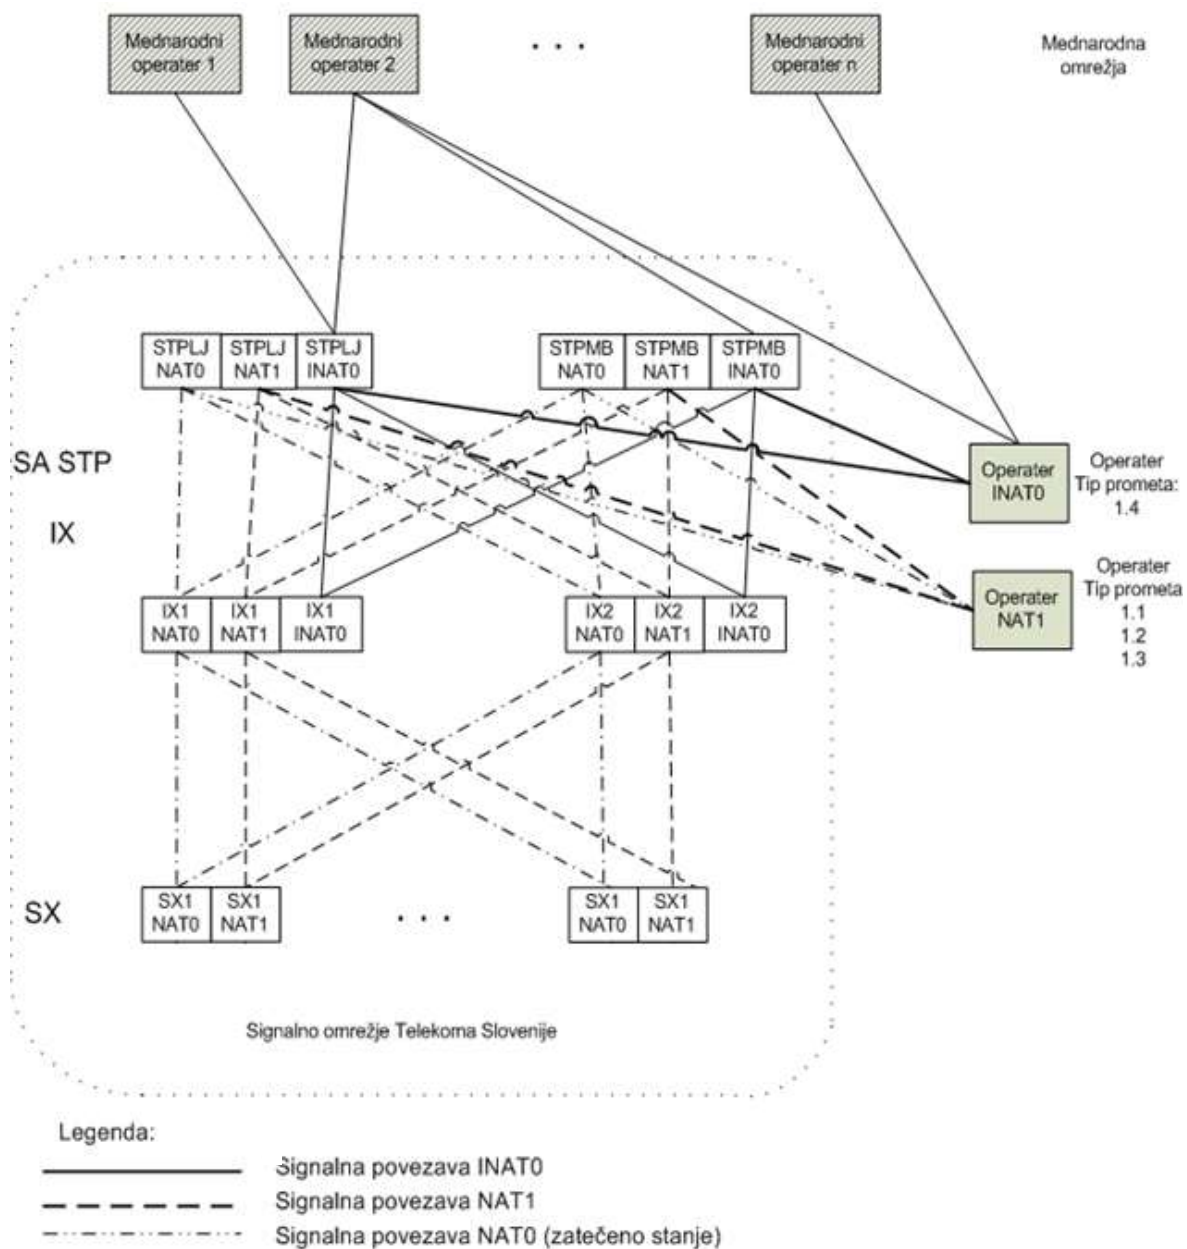 Mednarodni
operater 1
Mednarodni
operater 2
. . .
Mednarodni
operater n
Mednarodna
omrežja
STPLJ
NAT0
STPLJ
NAT1
STPLJ
INAT0
STPMB
NAT0
STPMB
NAT1
STPMB
INAT0
SA STP
IX
Operater
INAT0
Operater
Tip prometa:
1.4
IX1
NAT0
IX1
NAT1
IX1
INAT0
IX2
NAT0
IX2
NAT1
IX2
INAT0
Operater
NAT1
Operater
Tip prometa
1.1
1.2
1.3
SX
SX1
NAT0
SX1
NAT1
. . .
SX1
NAT0
SX1
NAT1
Signalno omrežje Telekoma Slovenije
Legenda:
Signalna povezava INAT0
Signalna povezava NAT1
Signalna povezava NAT0 (zatečeno stanje)